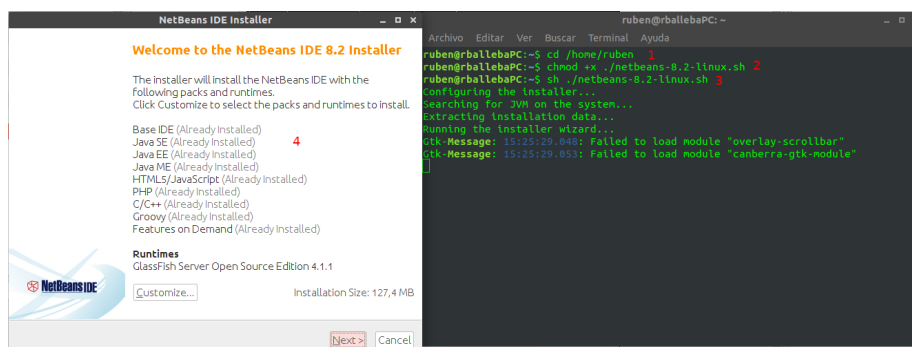 NetBeans IDE Installer
Welcome to the NetBeans IDE 8.2 Installer
The installer will install the NetBeans IDE with the
following packs and runtimes.
Click Customize to select the packs and runtimes to install.
Base IDE (Already Installed)
Java SE (Already Installed) 4
Java EE (Already Installed)
Java ME (Already Installed)
HTML5/JavaScript (Already Installed)
PHP (Already Installed)
C/C++ (Already Installed)
Groovy (Already Installed)
Features on Demand (Already Installed)
Runtimes
GlassFish Server Open Source Edition 4.1.1
NetBeans IDE
Customize... Installation Size: 127,4 MB
Next > Cancel
ruben@rballebaPC: ~
Archivo Editar Ver Buscar Terminal Ayuda
ruben@rballebaPC:~$ cd /home/ruben 1
ruben@rballebaPC:~$ chmod +x ./netbeans-8.2-linux.sh 2
ruben@rballebaPC:~$ sh ./netbeans-8.2-linux.sh 3
Configuring the installer...
Searching for JVM on the system...
Extracting installation data...
Running the installer wizard...
Gtk-Message: 15:25:29.048: Failed to load module "overlay-scrollbar"
Gtk-Message: 15:25:29.053: Failed to load module "canberra-gtk-module"